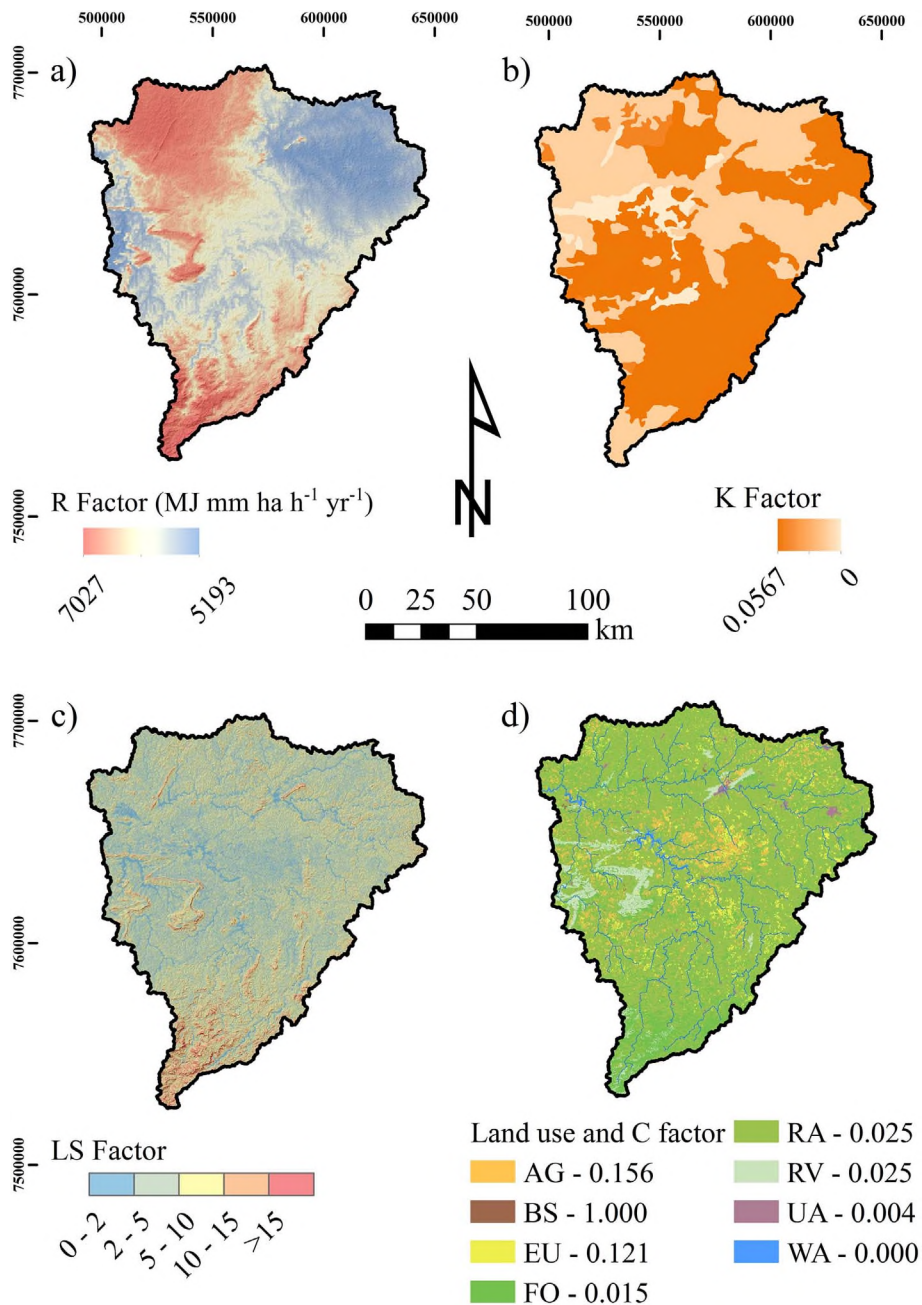 500000 550000 600000 650000
500000 550000 600000 650000
7700000
a)
b)
7600000
7500000
R Factor (MJ mm ha h⁻¹ yr⁻¹)
7027 5193
N
K Factor
0.0567 0
0 25 50 100
km
7700000
c)
d)
7600000
7500000
LS Factor
0 - 2
2 - 5
5 - 10
10 - 15
>15
Land use and C factor
AG - 0.156
BS - 1.000
EU - 0.121
FO - 0.015
RA - 0.025
RV - 0.025
UA - 0.004
WA - 0.000